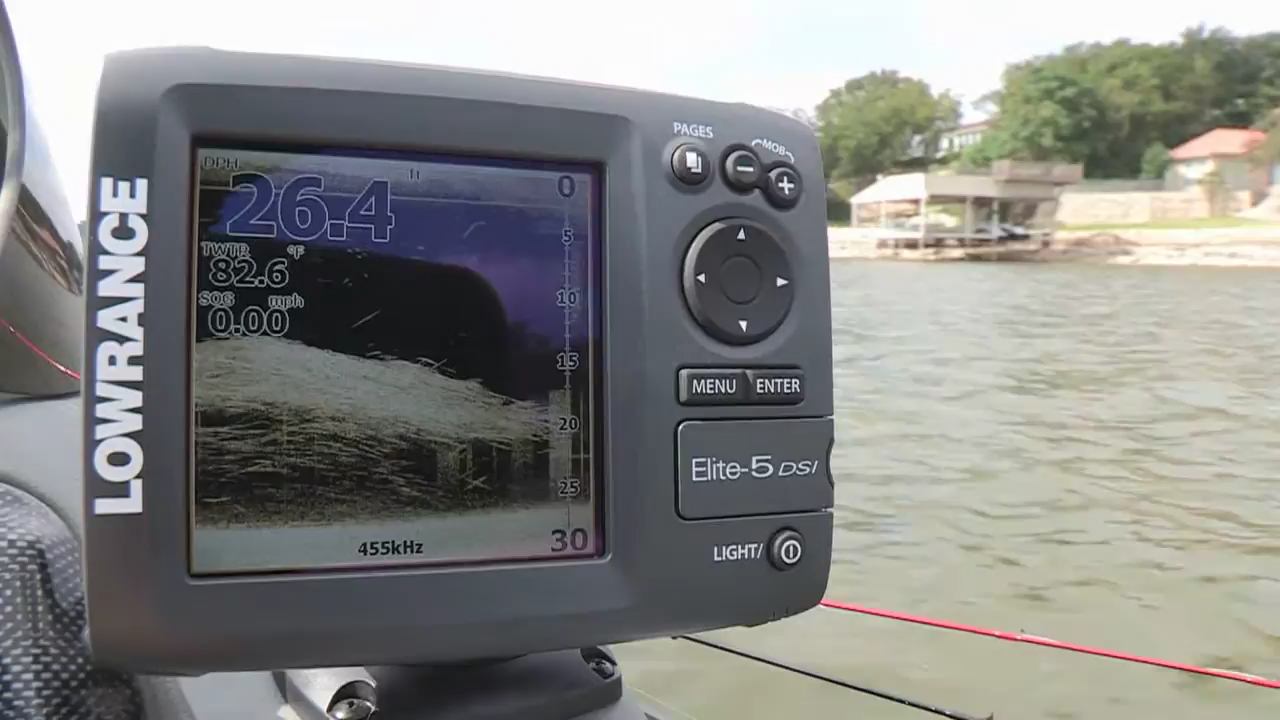 LOWRANCE
DPH ft
26.4
TWTR °F
82.6
SOG mph
0.00
0
5
10
15
20
25
30
455kHz
PAGES
MOB
MENU ENTER
Elite-5 DSI
LIGHT/